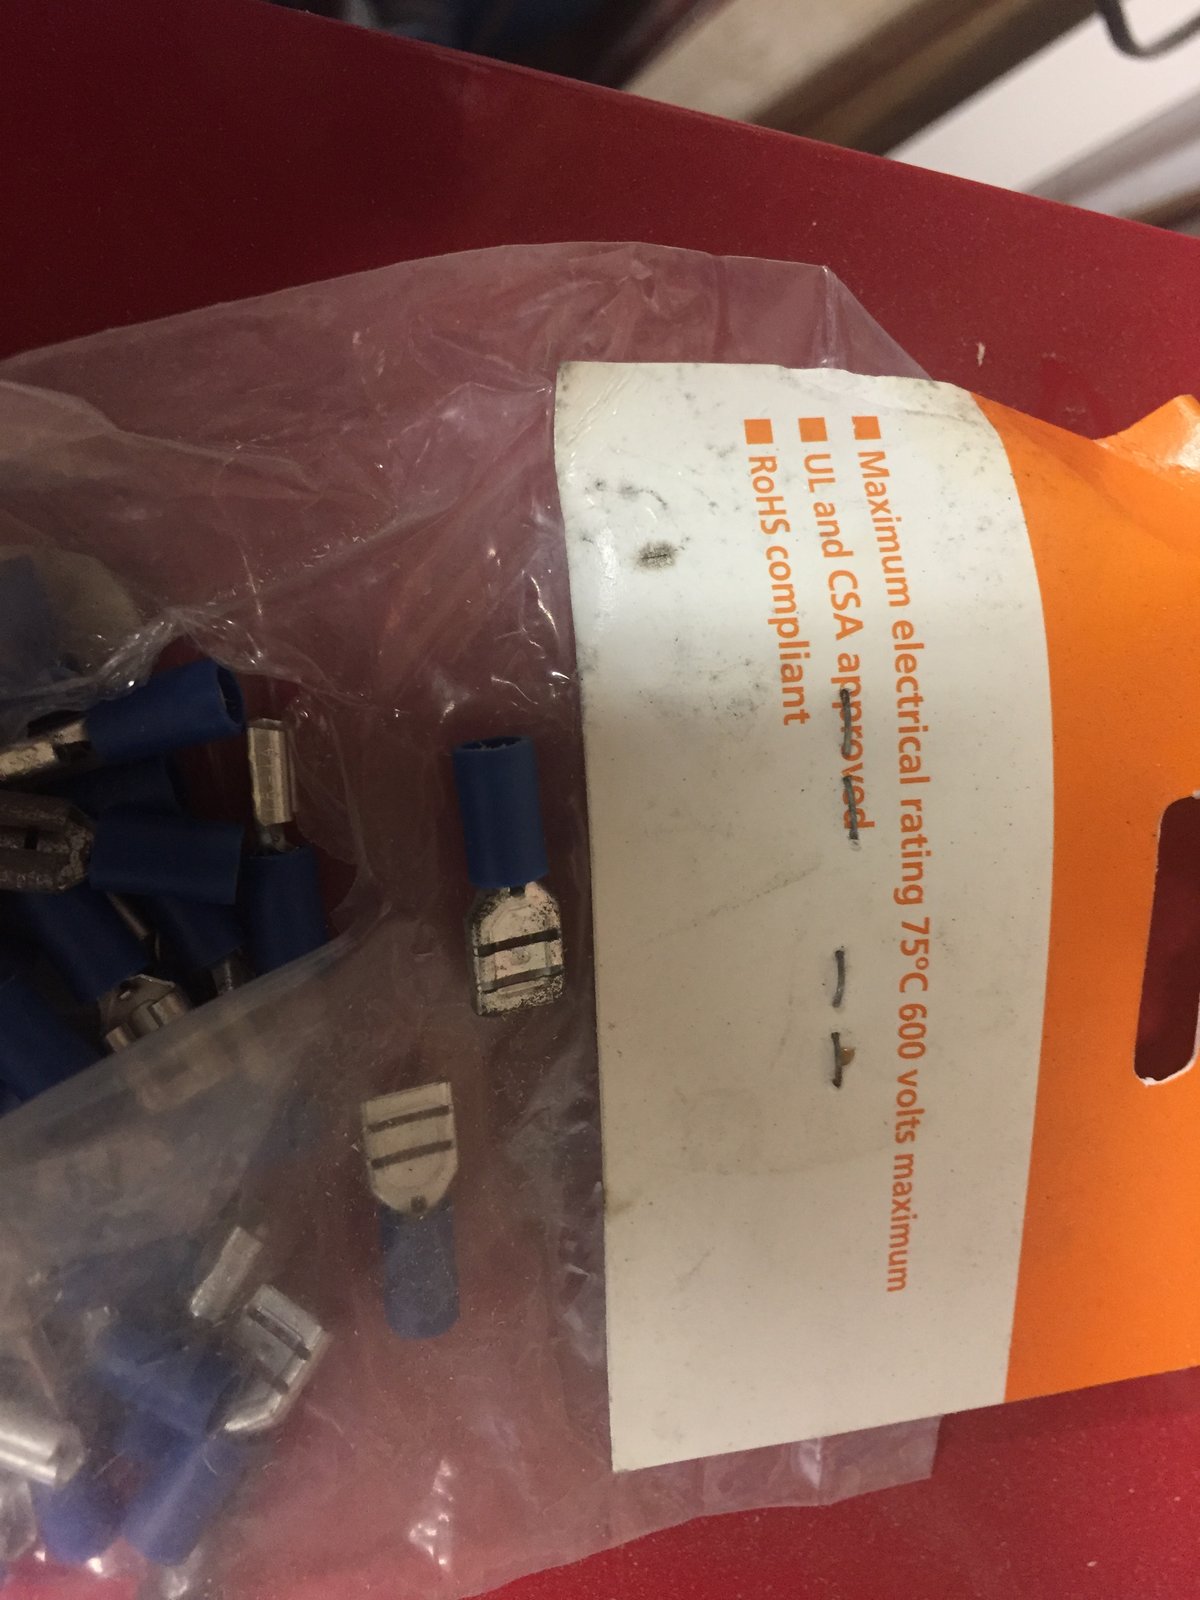 ■ Maximum electrical rating 75°C 600 volts maximum
■ UL and CSA approved
■ RoHS compliant